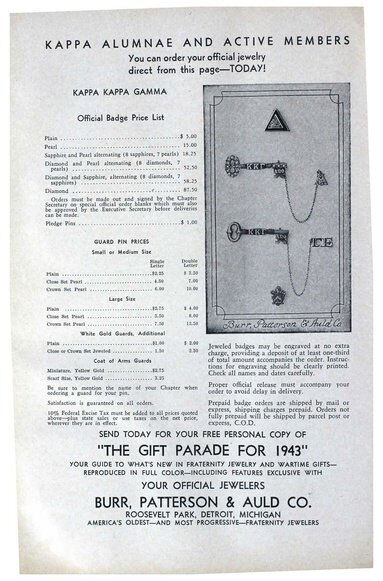 KAPPA ALUMNAE AND ACTIVE MEMBERS
You can order your official jewelry
direct from this page—TODAY!
KAPPA KAPPA GAMMA
Official Badge Price List
Plain $ 5.00
Pearl 15.00
Sapphire and Pearl alternating (8 sapphires, 7 pearls) 18.25
Diamond and Pearl alternating (8 diamonds, 7
pearls) 52.50
Diamond and Sapphire, alternating (8 diamonds, 7
sapphires) 58.25
Diamond 87.50
Orders must be made out and signed by the Chapter
Secretary on special official order blanks which must also
be approved by the Executive Secretary before deliveries
can be made.
Pledge Pins $ 1.00
GUARD PIN PRICES
Small or Medium Size
Single Letter Double Letter
Plain $2.25 $ 3.50
Close Set Pearl 4.50 7.00
Crown Set Pearl 6.00 10.00
Large Size
Plain $2.75 $ 4.00
Close Set Pearl 5.50 8.00
Crown Set Pearl 7.50 12.50
White Gold Guards, Additional
Plain $1.00 $ 2.00
Close or Crown Set Jeweled 1.50 2.50
Coat of Arms Guards
Miniature, Yellow Gold $2.75
Scarf Size, Yellow Gold 3.25
Be sure to mention the name of your Chapter when
ordering a guard for your pin.
Satisfaction is guaranteed on all orders.
10% Federal Excise Tax must be added to all prices quoted
above—plus state sales or use taxes on the net price,
wherever they are in effect.
ΚΚΓ
ΚΚΓ
ΓΕ
Burr, Patterson & Auld Co.
Jeweled badges may be engraved at no extra
charge, providing a deposit of at least one-third
of total amount accompanies the order. Instruc-
tions for engraving should be clearly printed.
Check all names and dates carefully.
Proper official release must accompany your
order to avoid delay in delivery.
Prepaid badge orders are shipped by mail or
express, shipping charges prepaid. Orders not
fully prepaid will be shipped by parcel post or
express, C.O.D.
SEND TODAY FOR YOUR FREE PERSONAL COPY OF
"THE GIFT PARADE FOR 1943"
YOUR GUIDE TO WHAT'S NEW IN FRATERNITY JEWELRY AND WARTIME GIFTS—
REPRODUCED IN FULL COLOR—INCLUDING FEATURES EXCLUSIVE WITH
YOUR OFFICIAL JEWELERS
BURR, PATTERSON & AULD CO.
ROOSEVELT PARK, DETROIT, MICHIGAN
AMERICA'S OLDEST—AND MOST PROGRESSIVE—FRATERNITY JEWELERS